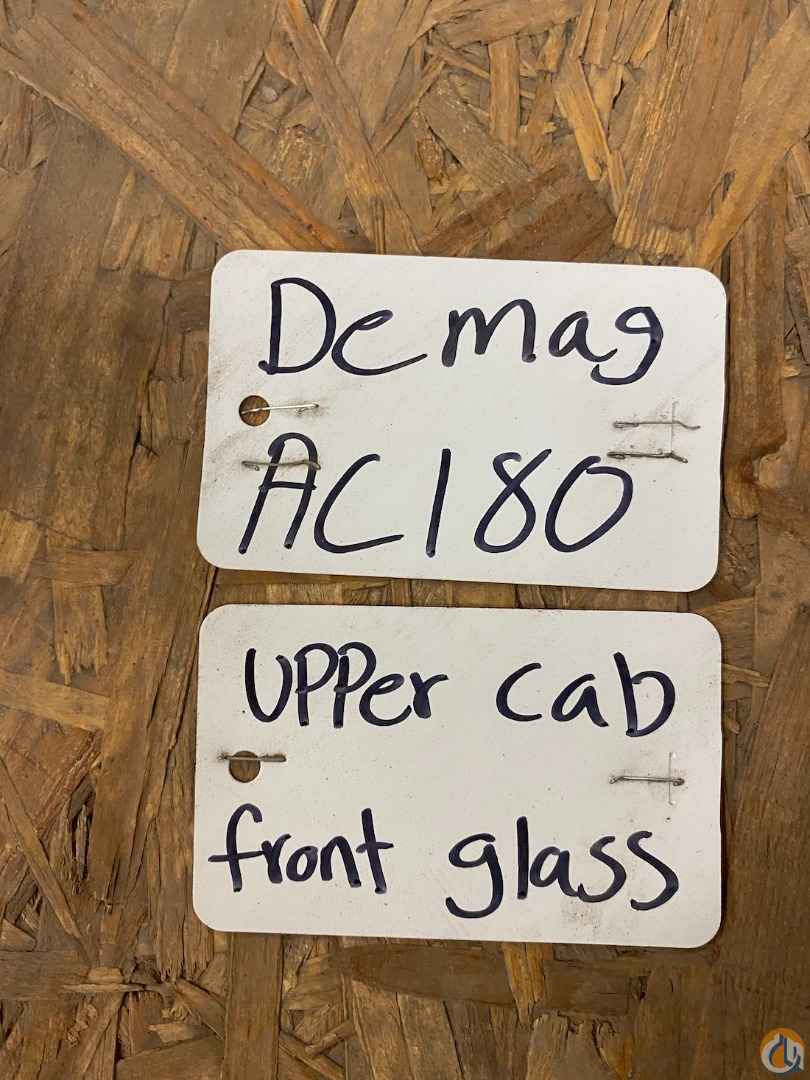 Demag
AC180
UPPer cab
front glass